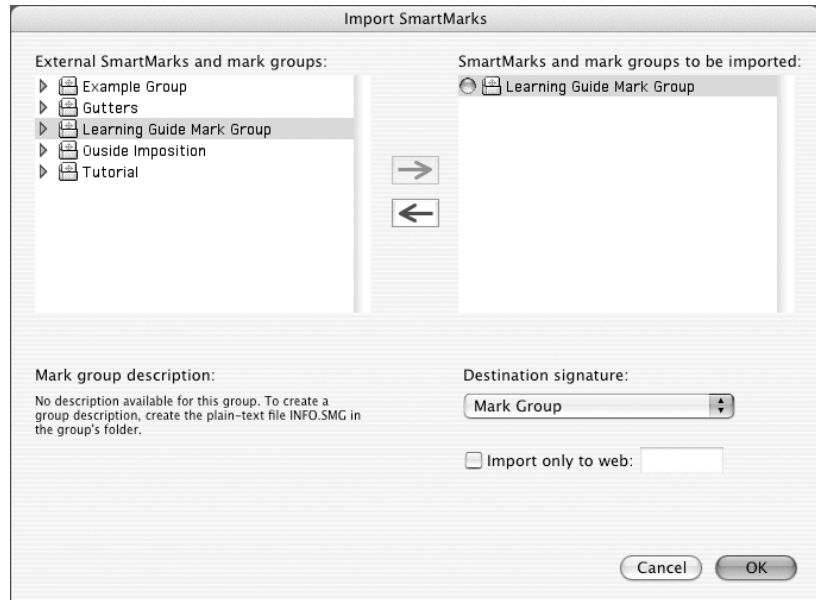 Import SmartMarks
External SmartMarks and mark groups:
Example Group
Gutters
Learning Guide Mark Group
Ouside Imposition
Tutorial
SmartMarks and mark groups to be imported:
Learning Guide Mark Group
Mark group description:
No description available for this group. To create a
group description, create the plain-text file INFO.SMG in
the group's folder.
Destination signature:
Mark Group
Import only to web:
Cancel
OK